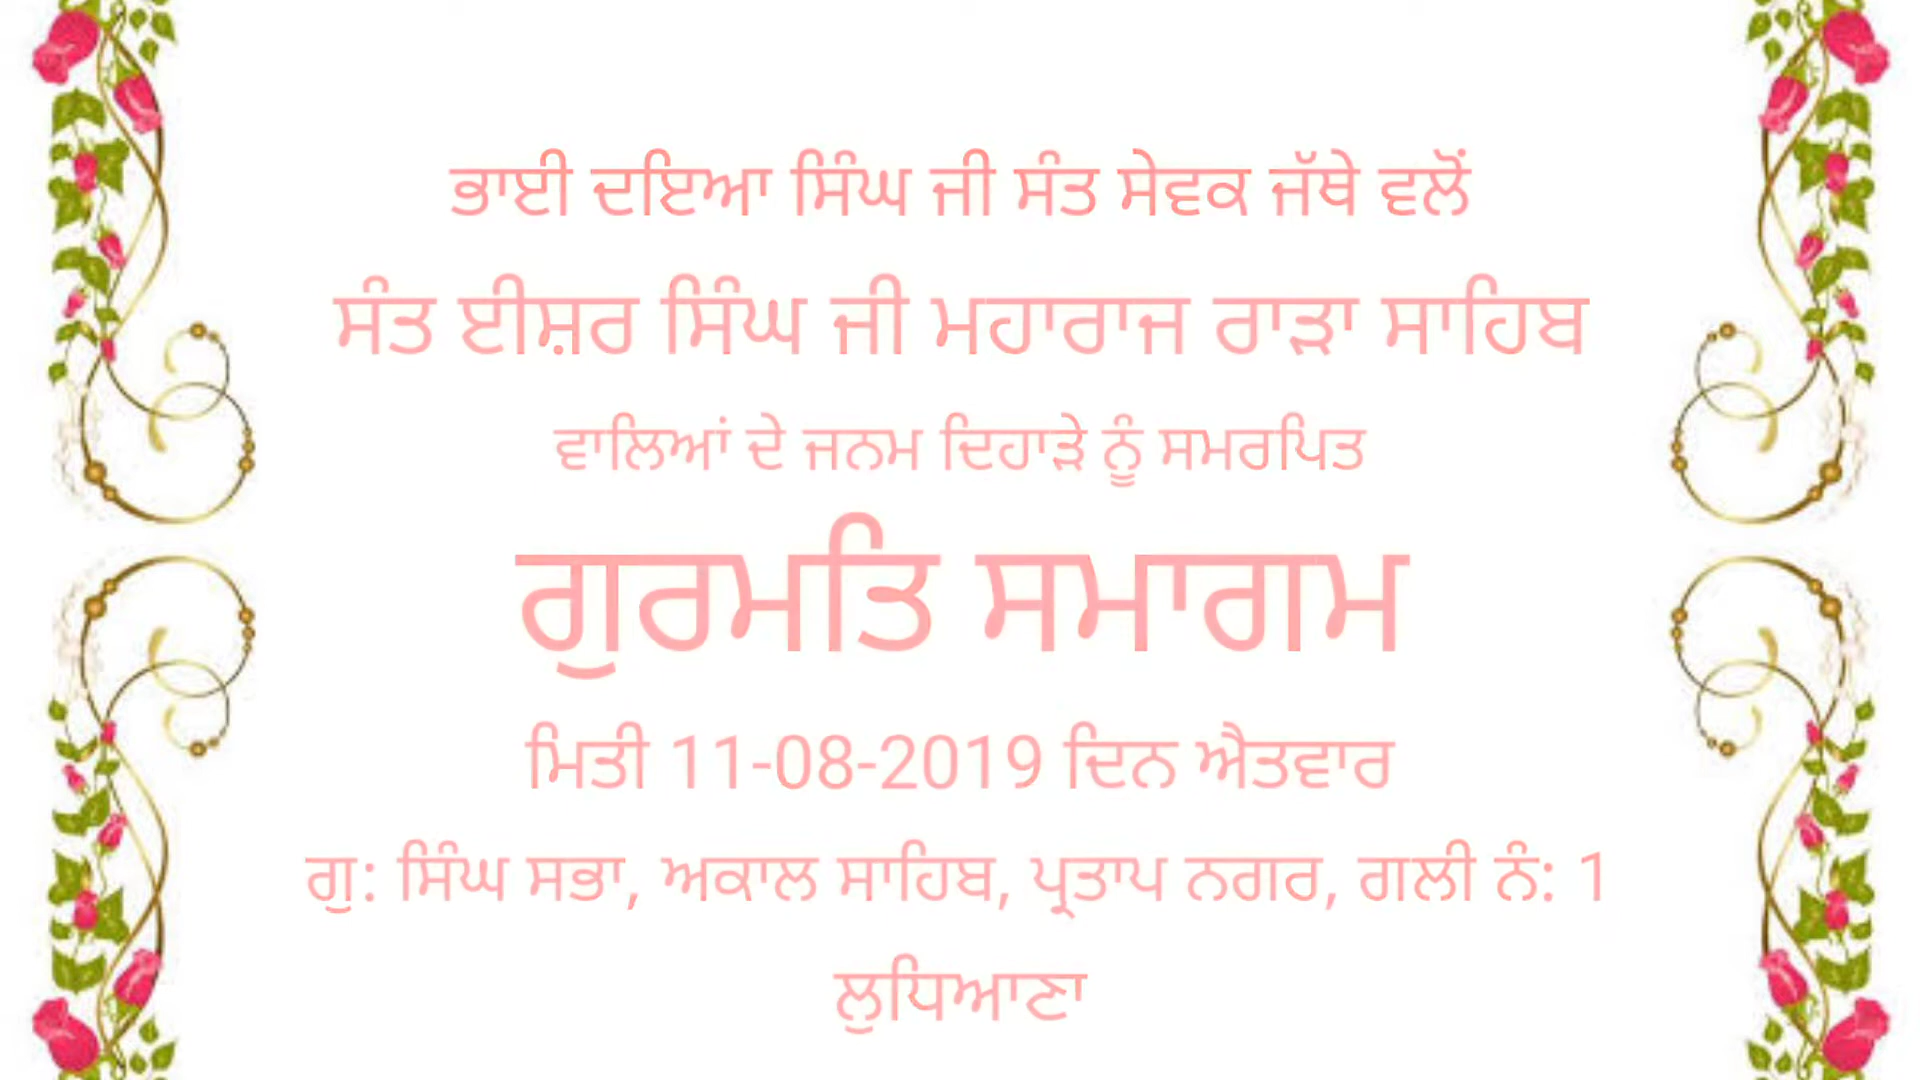 ਭਾਈ ਦਇਆ ਸਿੰਘ ਜੀ ਸੰਤ ਸੇਵਕ ਜੱਥੇ ਵਲੋਂ
ਸੰਤ ਈਸ਼ਰ ਸਿੰਘ ਜੀ ਮਹਾਰਾਜ ਰਾੜਾ ਸਾਹਿਬ
ਵਾਲਿਆਂ ਦੇ ਜਨਮ ਦਿਹਾੜੇ ਨੂੰ ਸਮਰਪਿਤ
ਗੁਰਮਤਿ ਸਮਾਗਮ
ਮਿਤੀ 11-08-2019 ਦਿਨ ਐਤਵਾਰ
ਗੁ: ਸਿੰਘ ਸਭਾ, ਅਕਾਲ ਸਾਹਿਬ, ਪ੍ਰਤਾਪ ਨਗਰ, ਗਲੀ ਨੰ: 1
ਲੁਧਿਆਣਾ